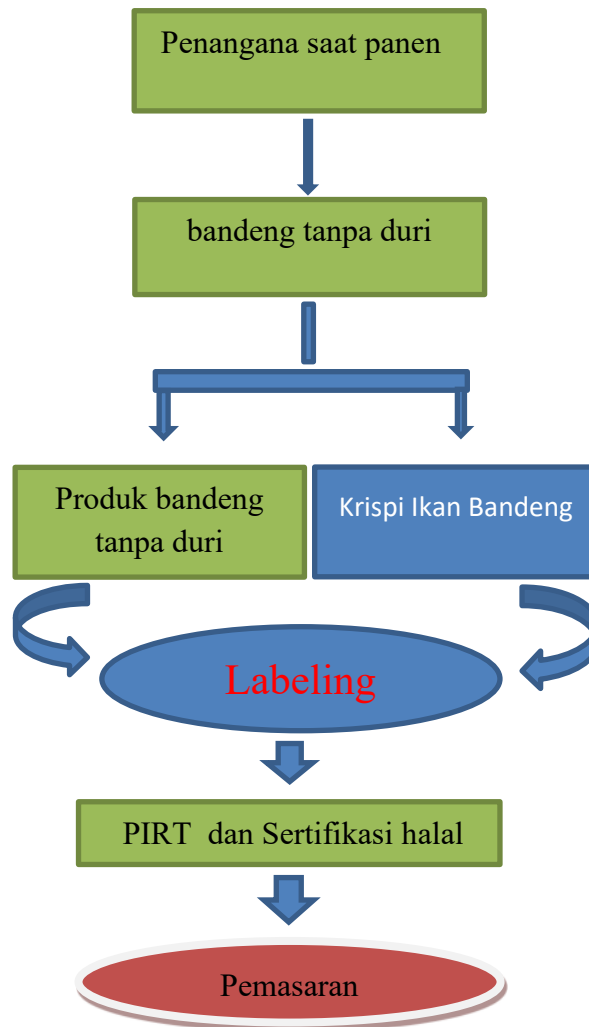 Penangana saat panen
bandeng tanpa duri
Produk bandeng
tanpa duri
Krispi Ikan Bandeng
Labeling
PIRT  dan Sertifikasi halal
Pemasaran